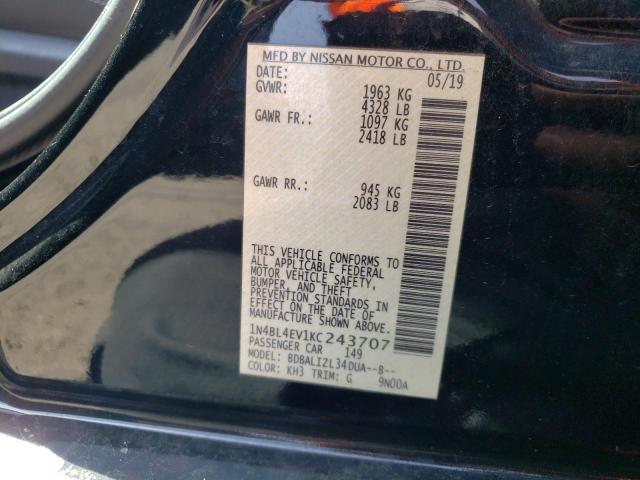 MFD BY NISSAN MOTOR CO., LTD.
DATE: 05/19
GVWR: 1963 KG
4328 LB
GAWR FR.: 1097 KG
2418 LB
GAWR RR.: 945 KG
2083 LB
THIS VEHICLE CONFORMS TO
ALL APPLICABLE FEDERAL
MOTOR VEHICLE SAFETY,
BUMPER, AND THEFT
PREVENTION STANDARDS IN
EFFECT ON THE DATE OF
MANUFACTURE SHOWN ABOVE.
1N4BL4EV1KC243707
PASSENGER CAR 149
MODEL: BDBALIZL34DUA--B--
COLOR: KH3 TRIM: G 9N00A